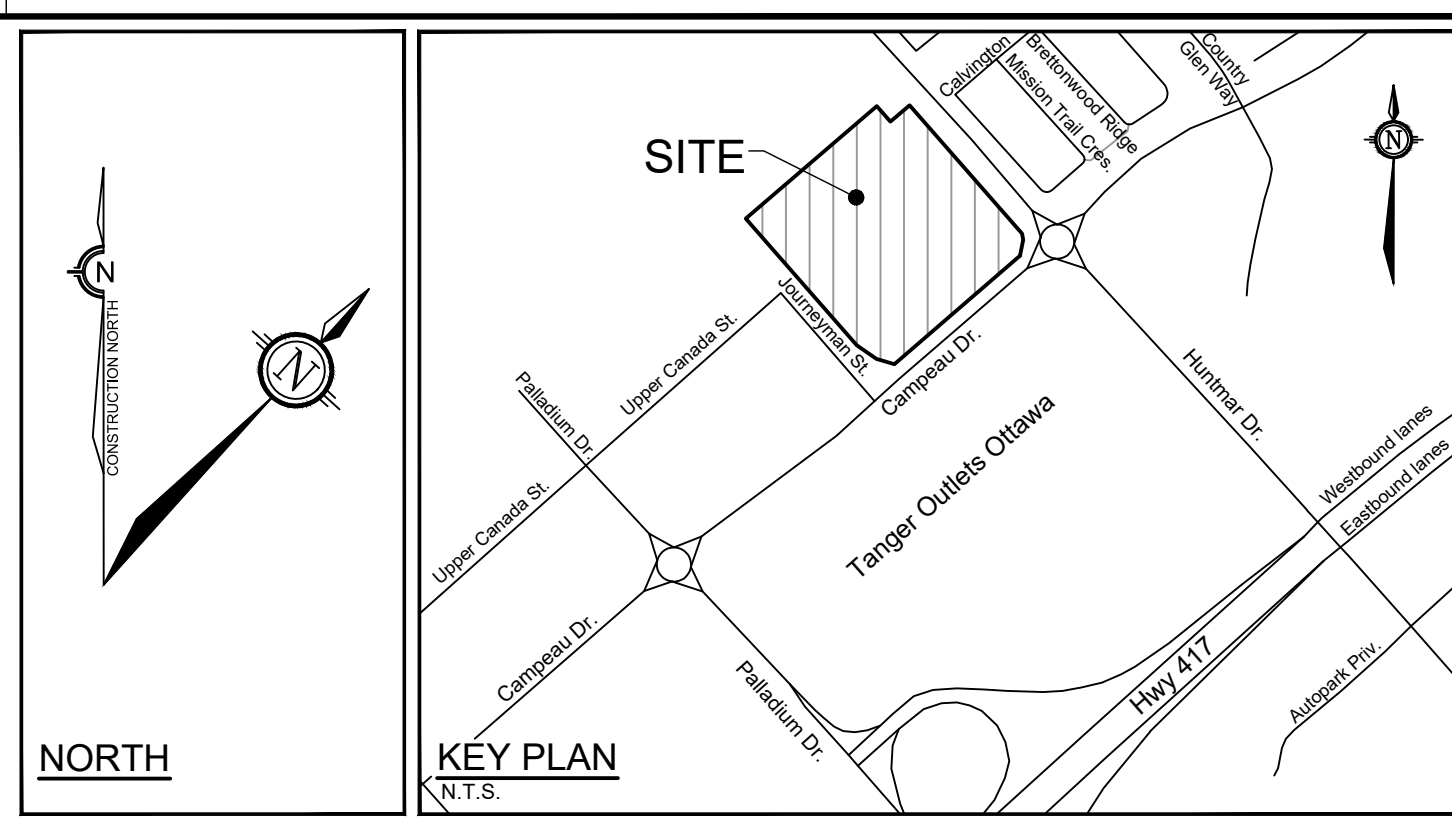 N
CONSTRUCTION NORTH
N
NORTH
SITE
Calvington
Brettonwood Ridge
Mission Trail Cres.
Country
Glen Way
N
Journeyman St.
Upper Canada St.
Campeau Dr.
Palladium Dr.
Huntmar Dr.
Tanger Outlets Ottawa
Westbound lanes
Eastbound lanes
Upper Canada St.
Campeau Dr.
Palladium Dr.
Hwy 417
Autopark Priv.
KEY PLAN
N.T.S.